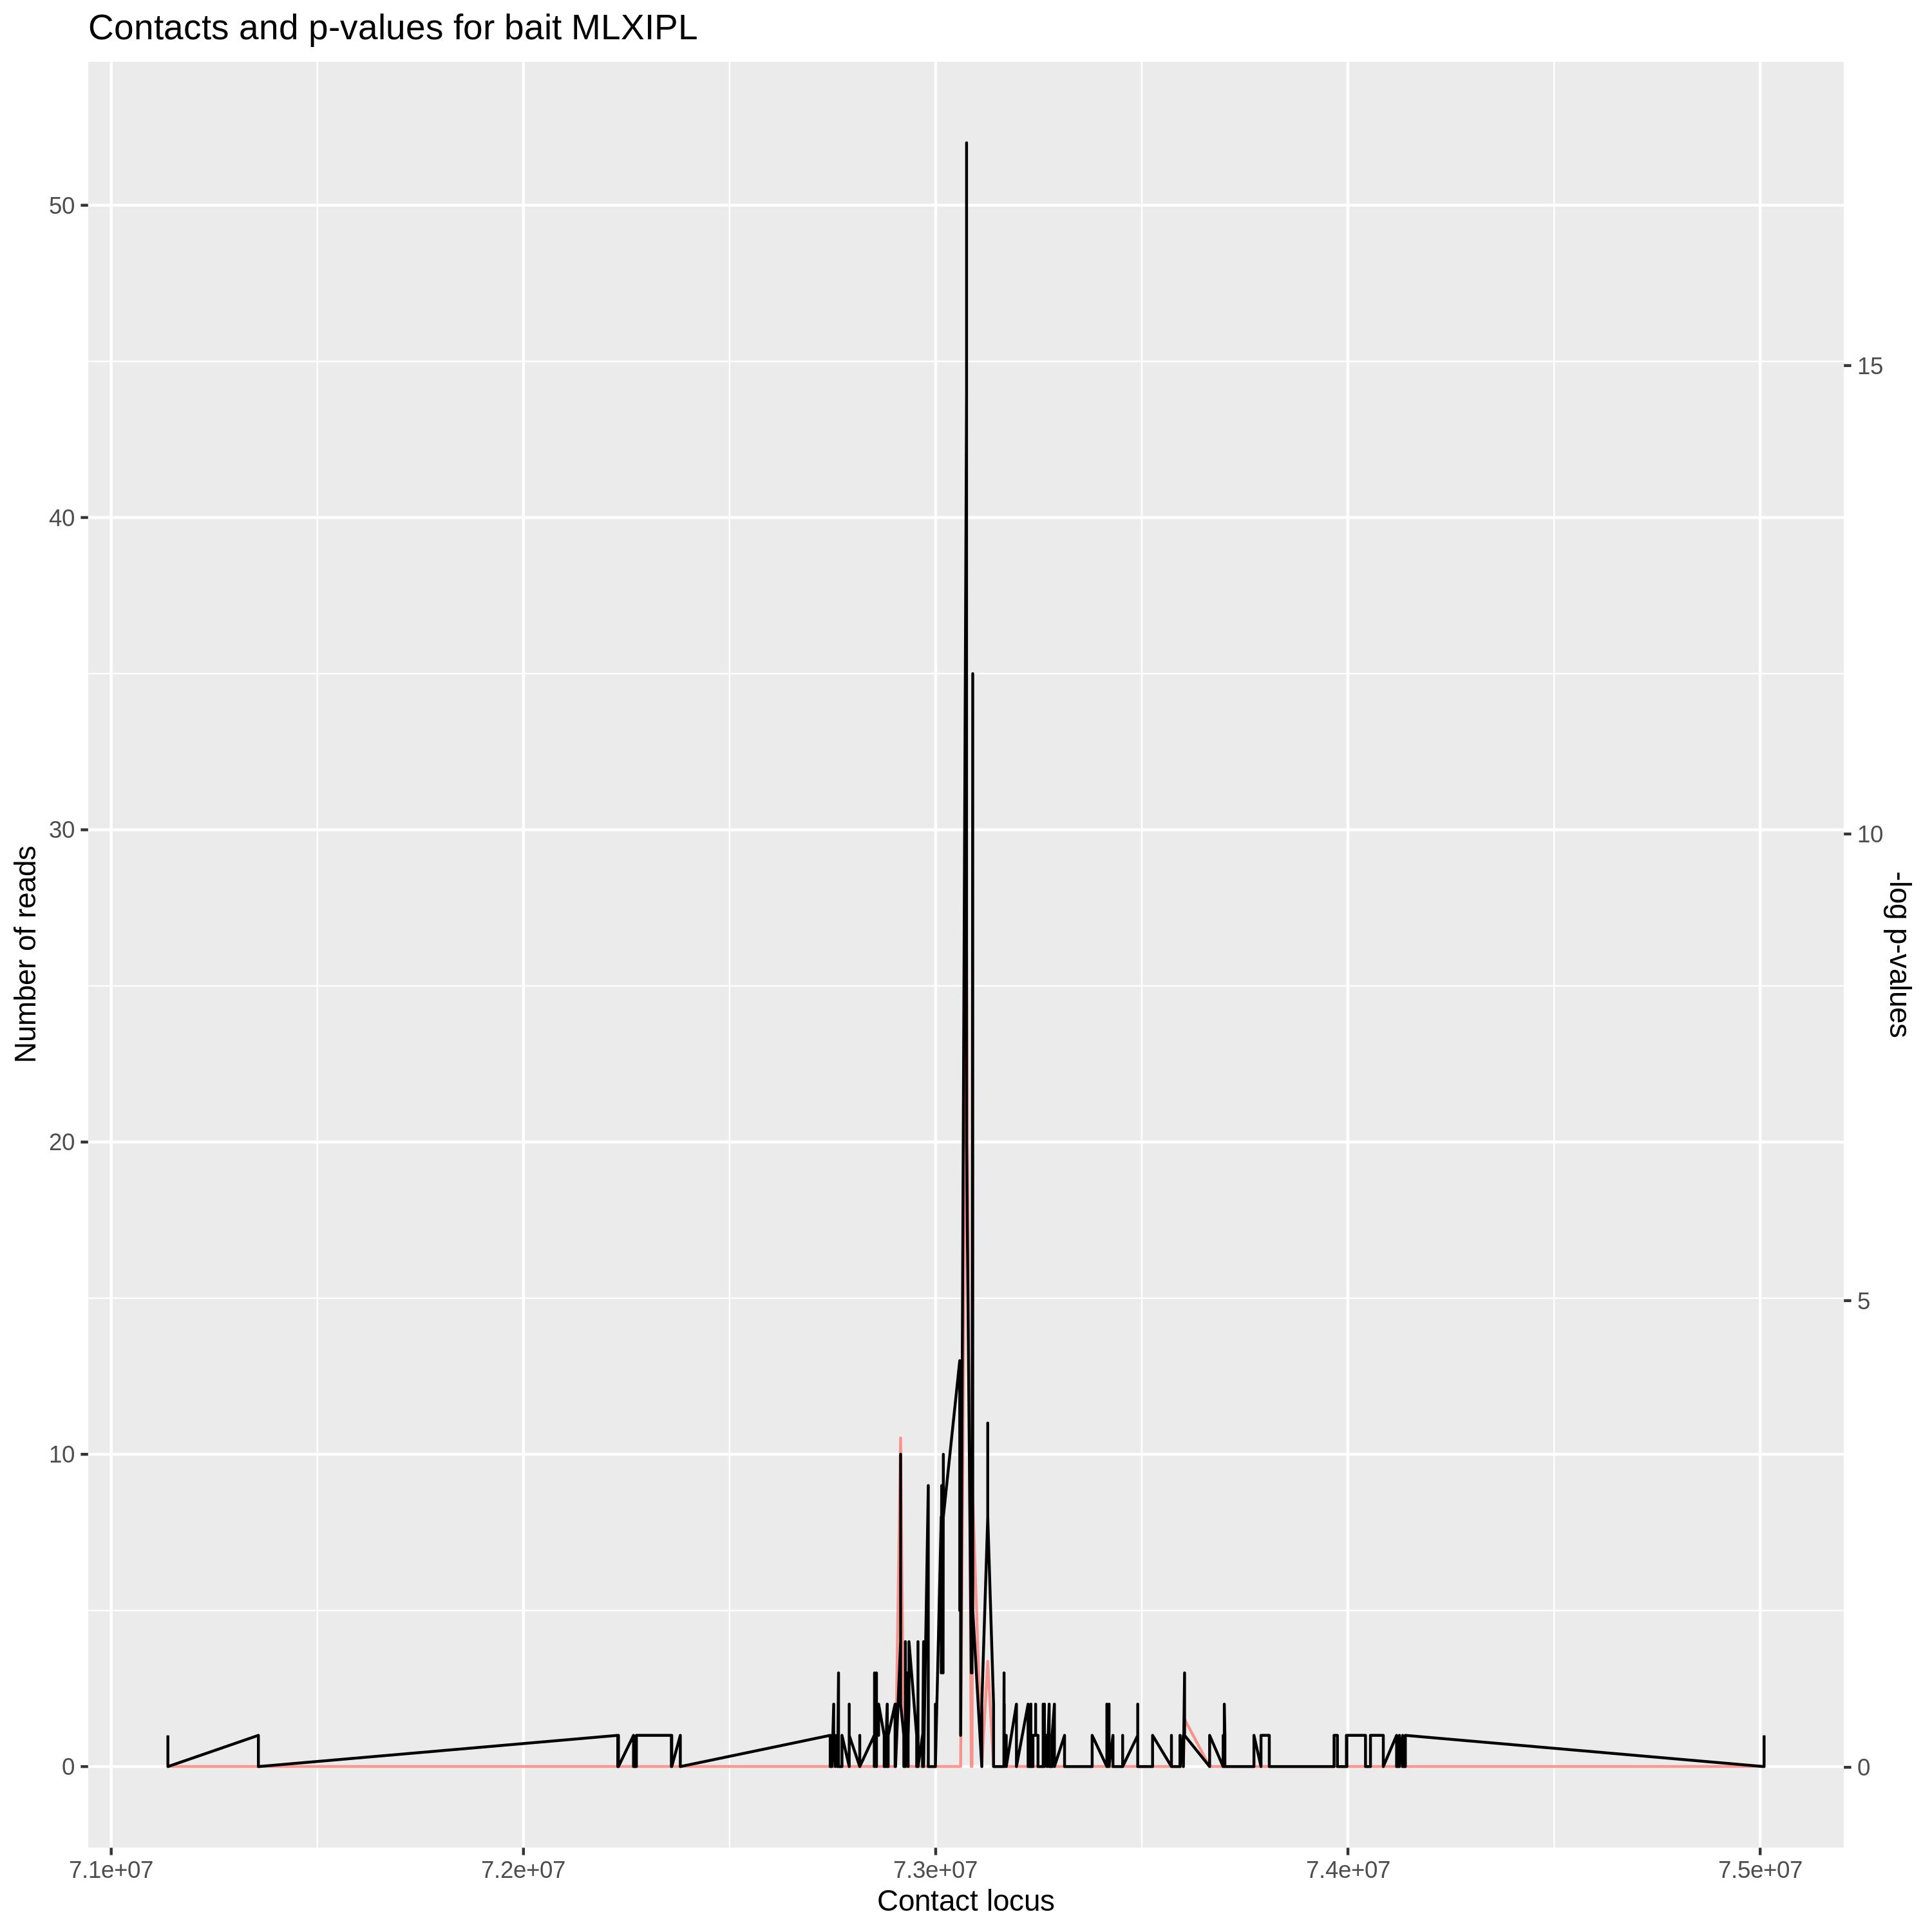 Contacts and p-values for bait MLXIPL
Number of reads
50
40
30
20
10
0
15
10
5
0
-log p-values
7.1e+07
7.2e+07
7.3e+07
7.4e+07
7.5e+07
Contact locus